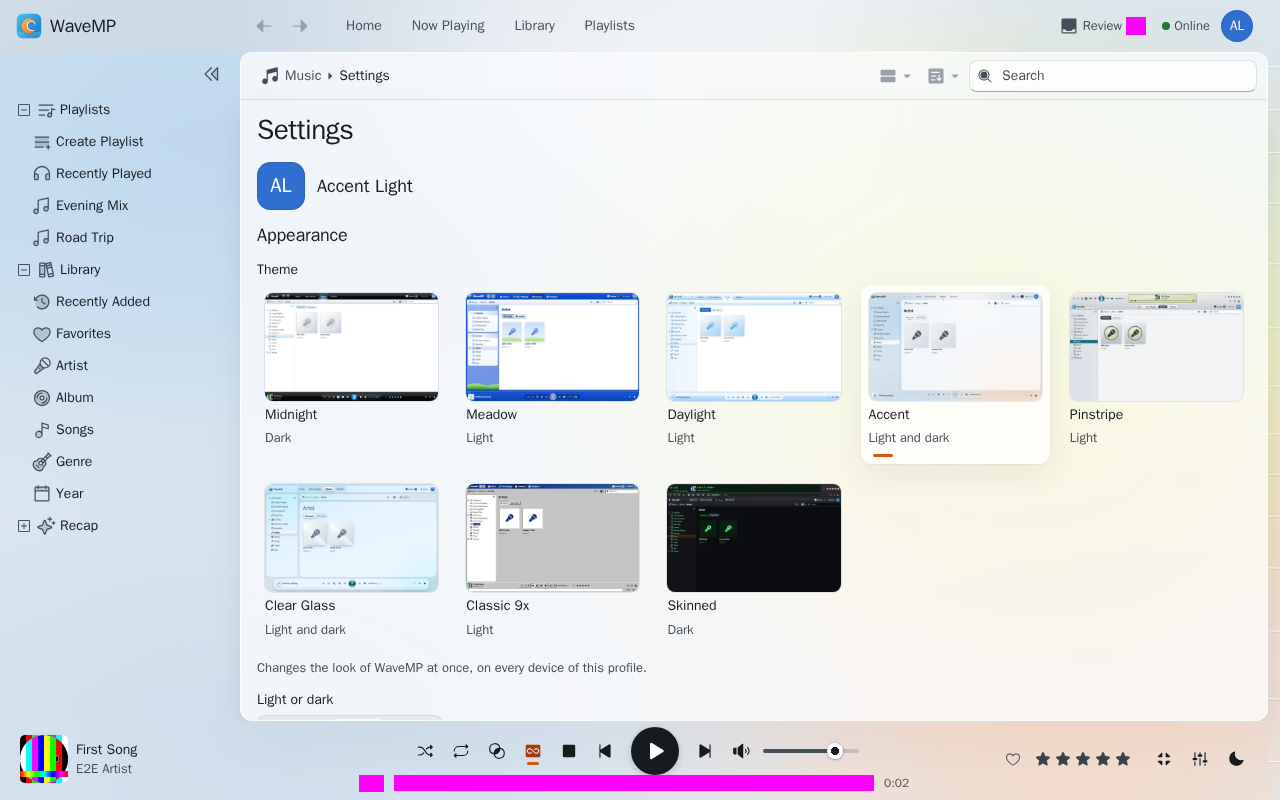 WaveMP
Home
Now Playing
Library
Playlists
Review
Online
AL
Music
Settings
Search
Playlists
Create Playlist
Recently Played
Evening Mix
Road Trip
Library
Recently Added
Favorites
Artist
Album
Songs
Genre
Year
Recap
Settings
AL
Accent Light
Appearance
Theme
Midnight
Dark
Meadow
Light
Daylight
Light
Accent
Light and dark
Pinstripe
Light
Clear Glass
Light and dark
Classic 9x
Light
Skinned
Dark
Changes the look of WaveMP at once, on every device of this profile.
Light or dark
First Song
E2E Artist
0:02